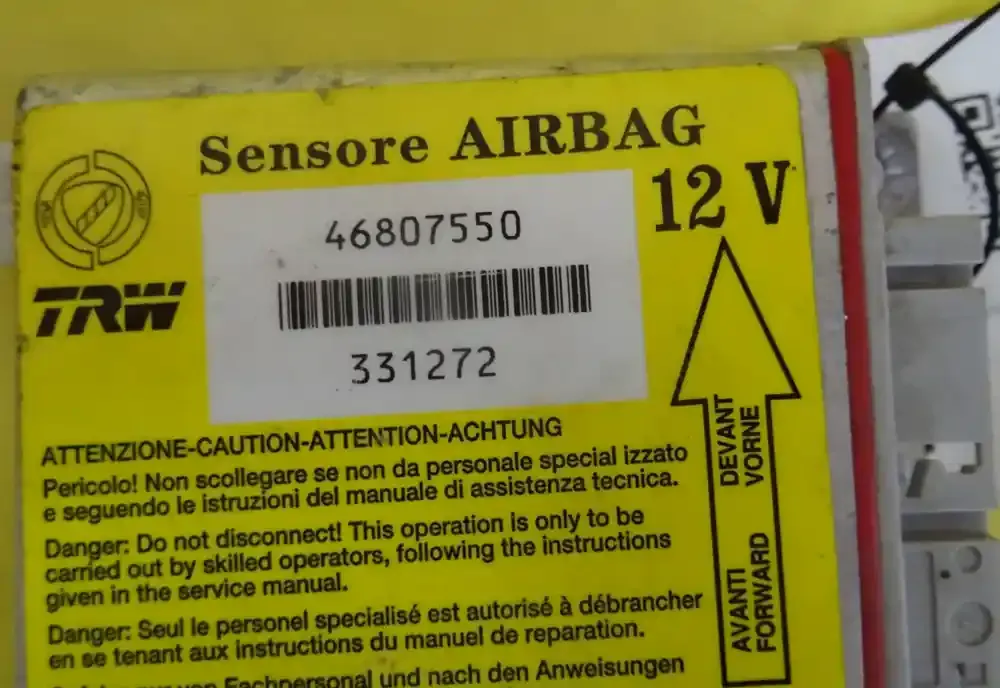 Sensore AIRBAG
12 V
46807550
TRW
331272
ATTENZIONE-CAUTION-ATTENTION-ACHTUNG
Pericolo! Non scollegare se non da personale special izzato
e seguendo le istruzioni del manuale di assistenza tecnica.
Danger: Do not disconnect! This operation is only to be
carried out by skilled operators, following the instructions
given in the service manual.
Danger: Seul le personel specialisé est autorisé à débrancher
en se tenant aux instructions du manuel de reparation.
Fachpersonal und nach den Anweisungen
AVANTI DEVANT
FORWARD VORNE